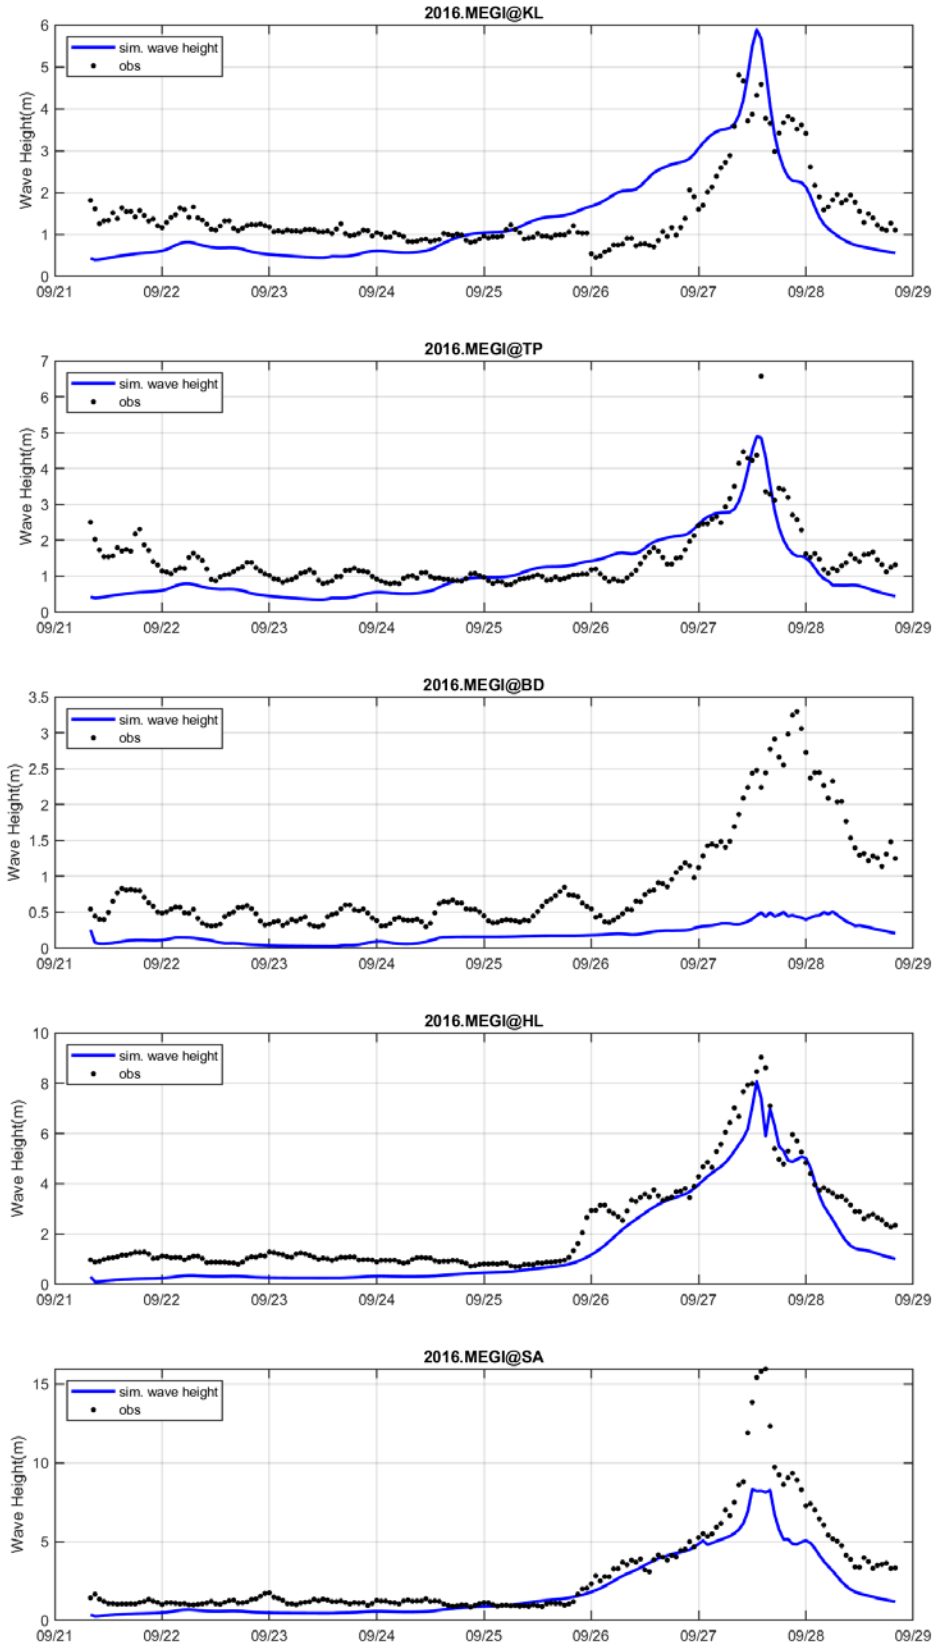 2016.MEGI@KL
6
5
4
3
2
1
0
Wave Height(m)
sim. wave height
obs
09/21 09/22 09/23 09/24 09/25 09/26 09/27 09/28 09/29
2016.MEGI@TP
7
6
5
4
3
2
1
0
Wave Height(m)
sim. wave height
obs
09/21 09/22 09/23 09/24 09/25 09/26 09/27 09/28 09/29
2016.MEGI@BD
3.5
3
2.5
2
1.5
1
0.5
0
Wave Height(m)
sim. wave height
obs
09/21 09/22 09/23 09/24 09/25 09/26 09/27 09/28 09/29
2016.MEGI@HL
10
8
6
4
2
0
Wave Height(m)
sim. wave height
obs
09/21 09/22 09/23 09/24 09/25 09/26 09/27 09/28 09/29
2016.MEGI@SA
15
10
5
0
Wave Height(m)
sim. wave height
obs
09/21 09/22 09/23 09/24 09/25 09/26 09/27 09/28 09/29